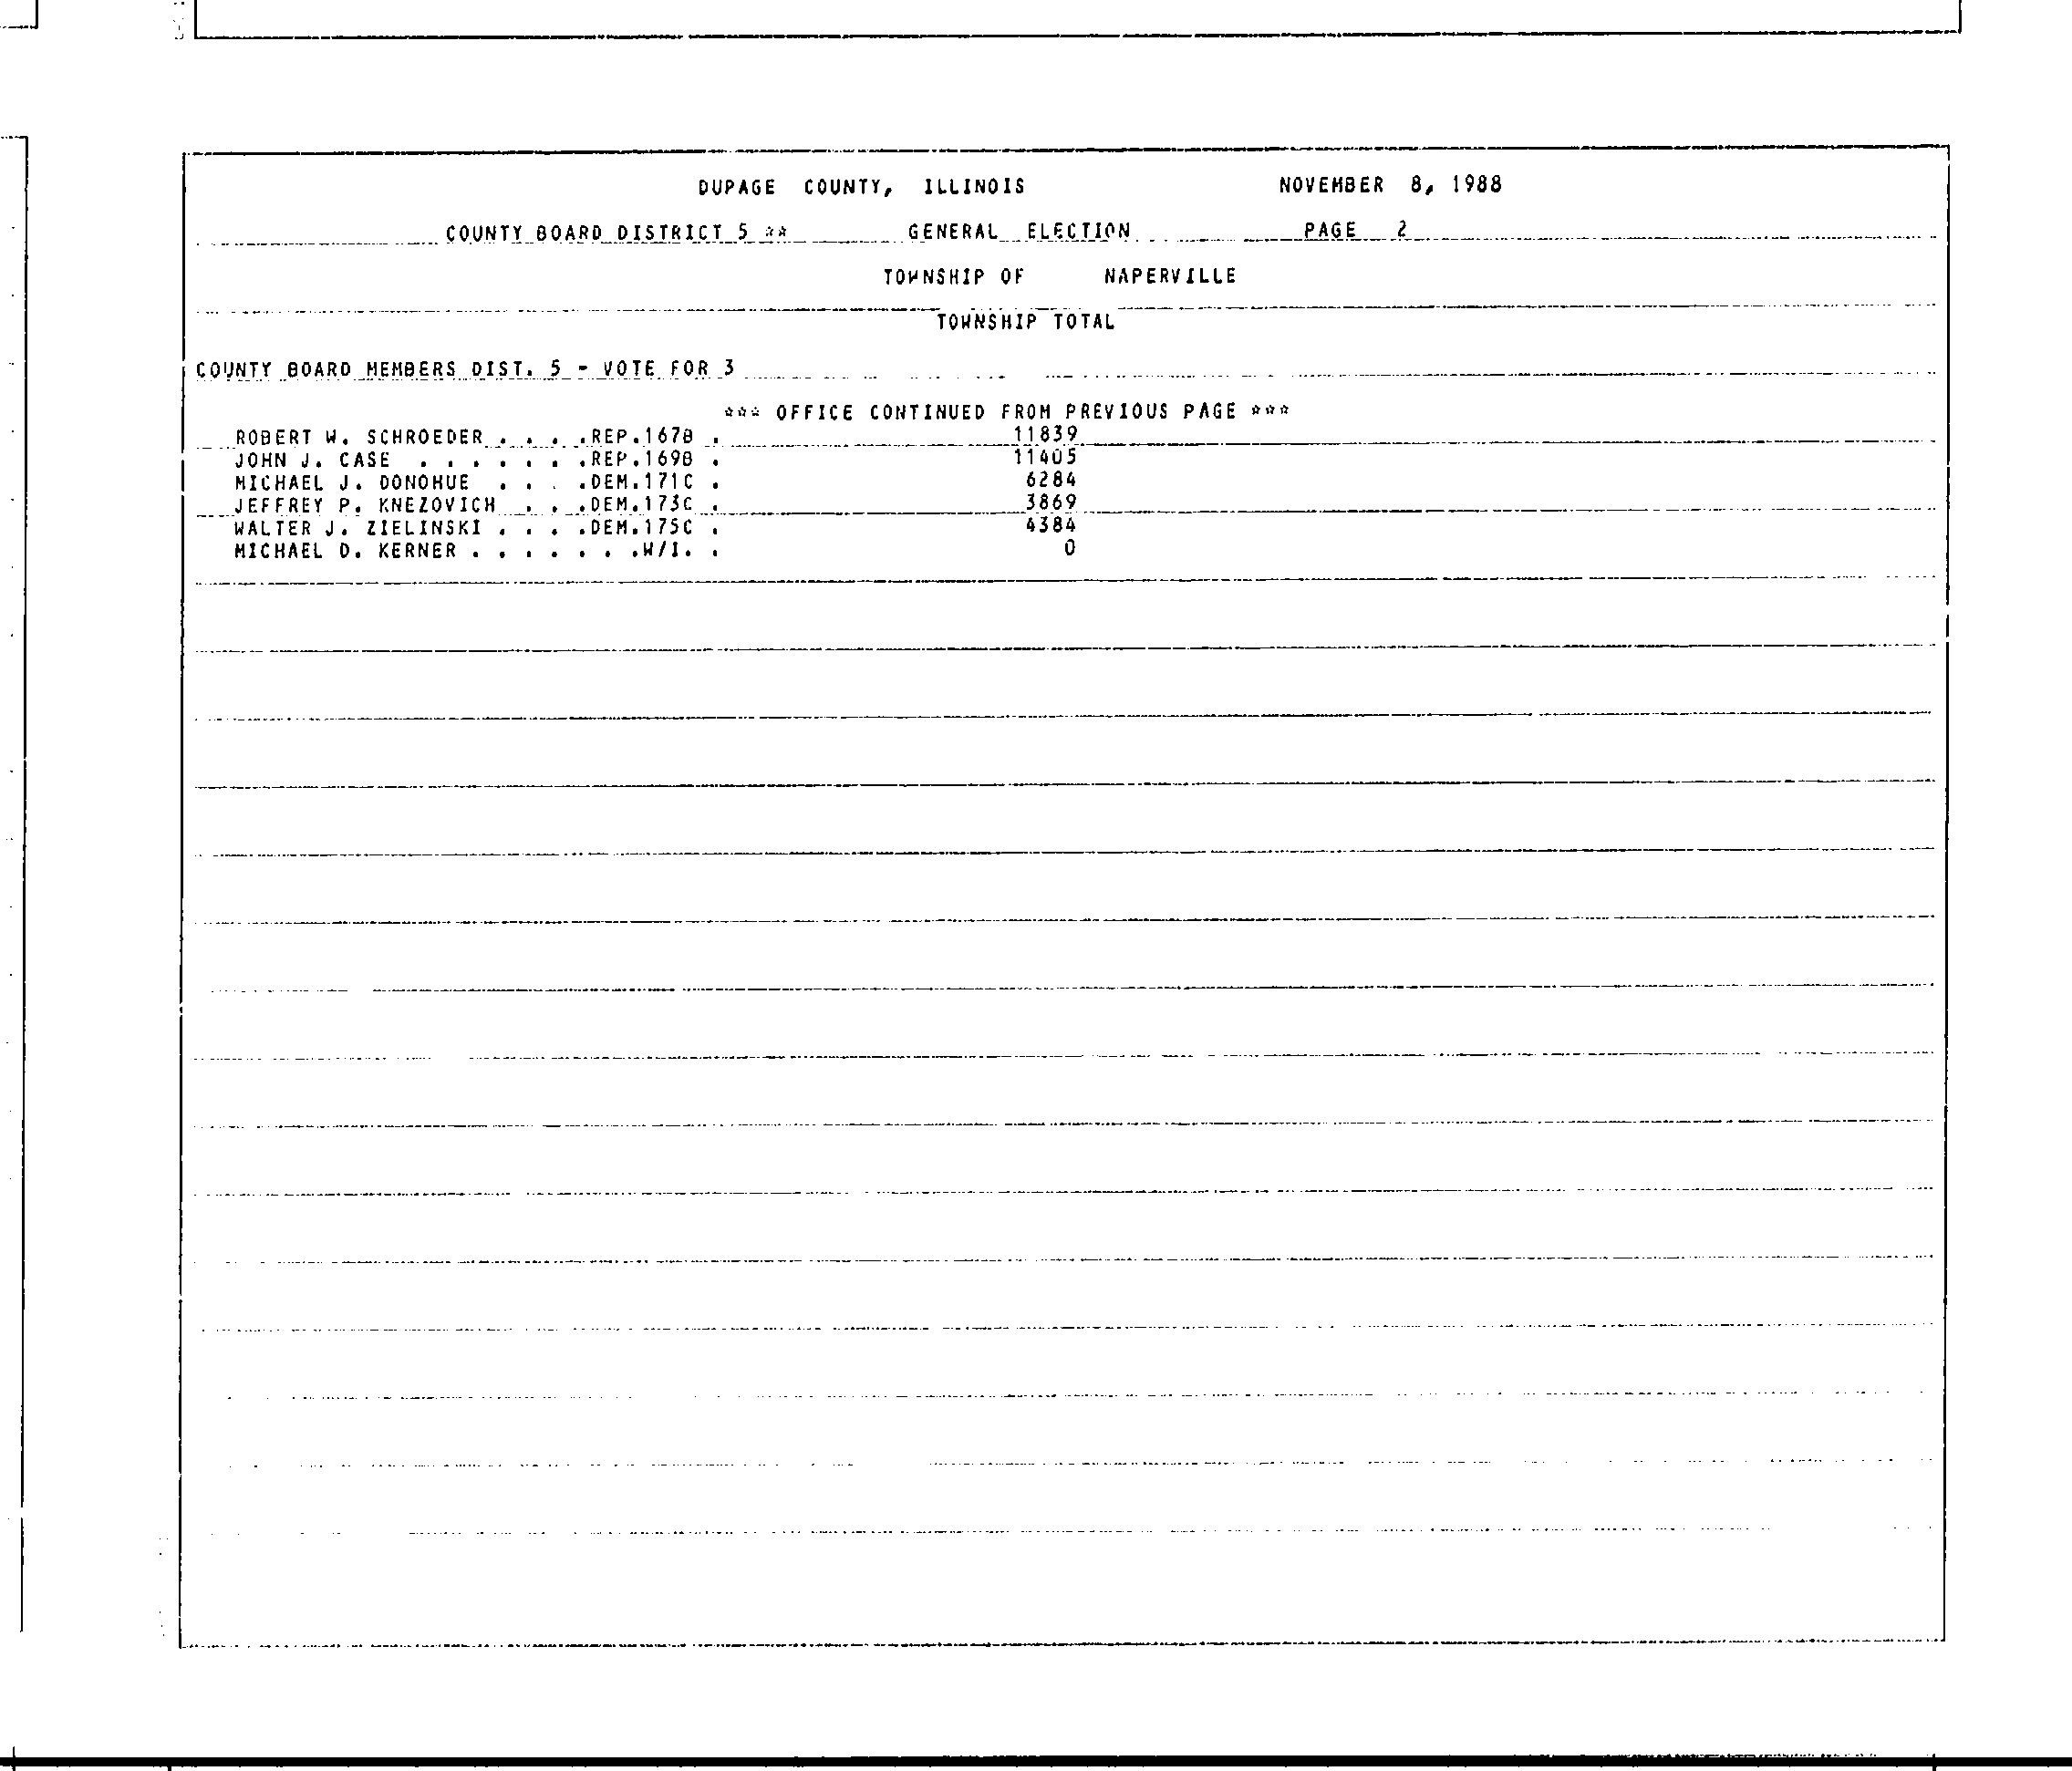 DUPAGE COUNTY, ILLINOIS NOVEMBER 8, 1988
COUNTY BOARD DISTRICT 5 ** GENERAL ELECTION PAGE 2
TOWNSHIP OF NAPERVILLE
TOWNSHIP TOTAL
COUNTY BOARD MEMBERS DIST. 5 - VOTE FOR 3
*** OFFICE CONTINUED FROM PREVIOUS PAGE ***
ROBERT W. SCHROEDER . . . .REP.167B . 11839
JOHN J. CASE . . . . . . .REP.169B . 11405
MICHAEL J. DONOHUE . . . .DEM.171C . 6284
JEFFREY P. KNEZOVICH . . .DEM.173C . 3869
WALTER J. ZIELINSKI . . . .DEM.175C . 4384
MICHAEL D. KERNER . . . . . . .W/I. . 0